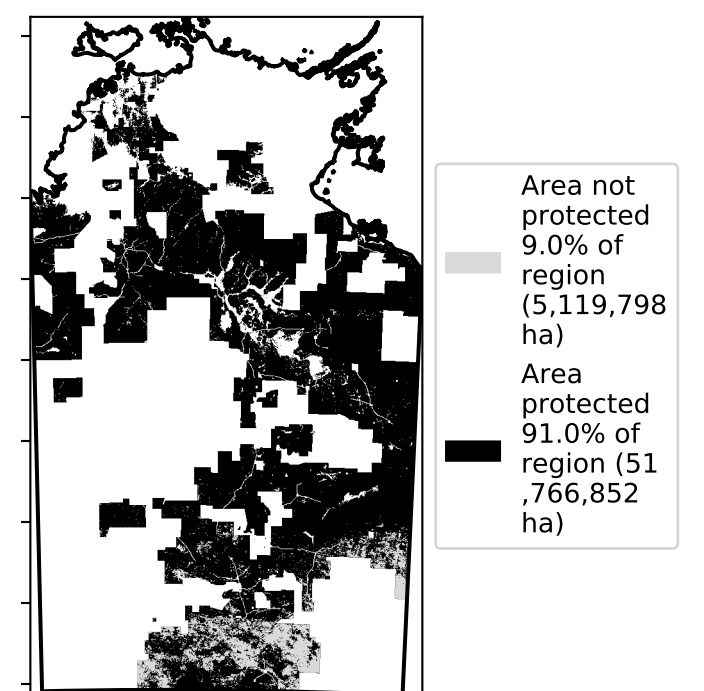 Area not
protected
9.0% of
region
(5,119,798
ha)
Area
protected
91.0% of
region (51
,766,852
ha)